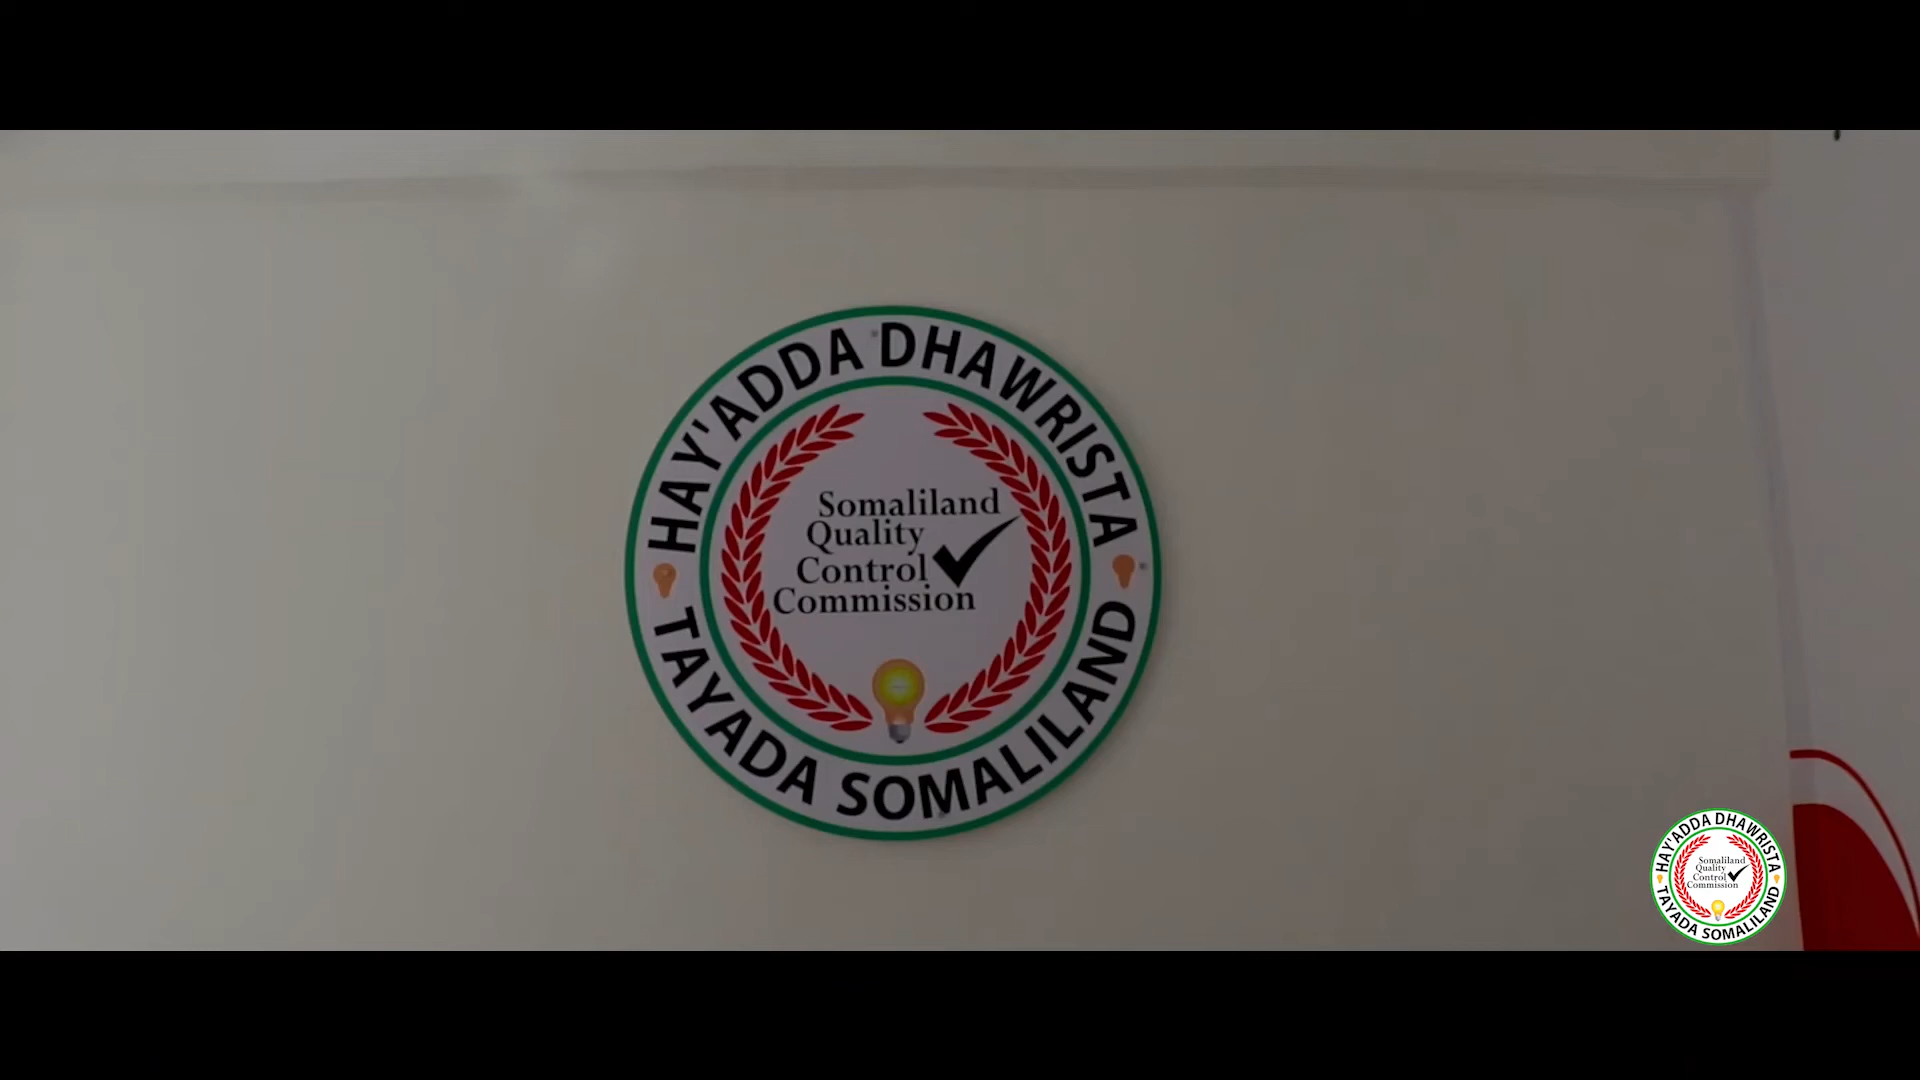 HAY'ADDA DHAWRISTA
Somaliland
Quality
Control
Commission
TAYADA SOMALILAND
HAY'ADDA DHAWRISTA
Somaliland
Quality
Control
Commission
TAYADA SOMALILAND